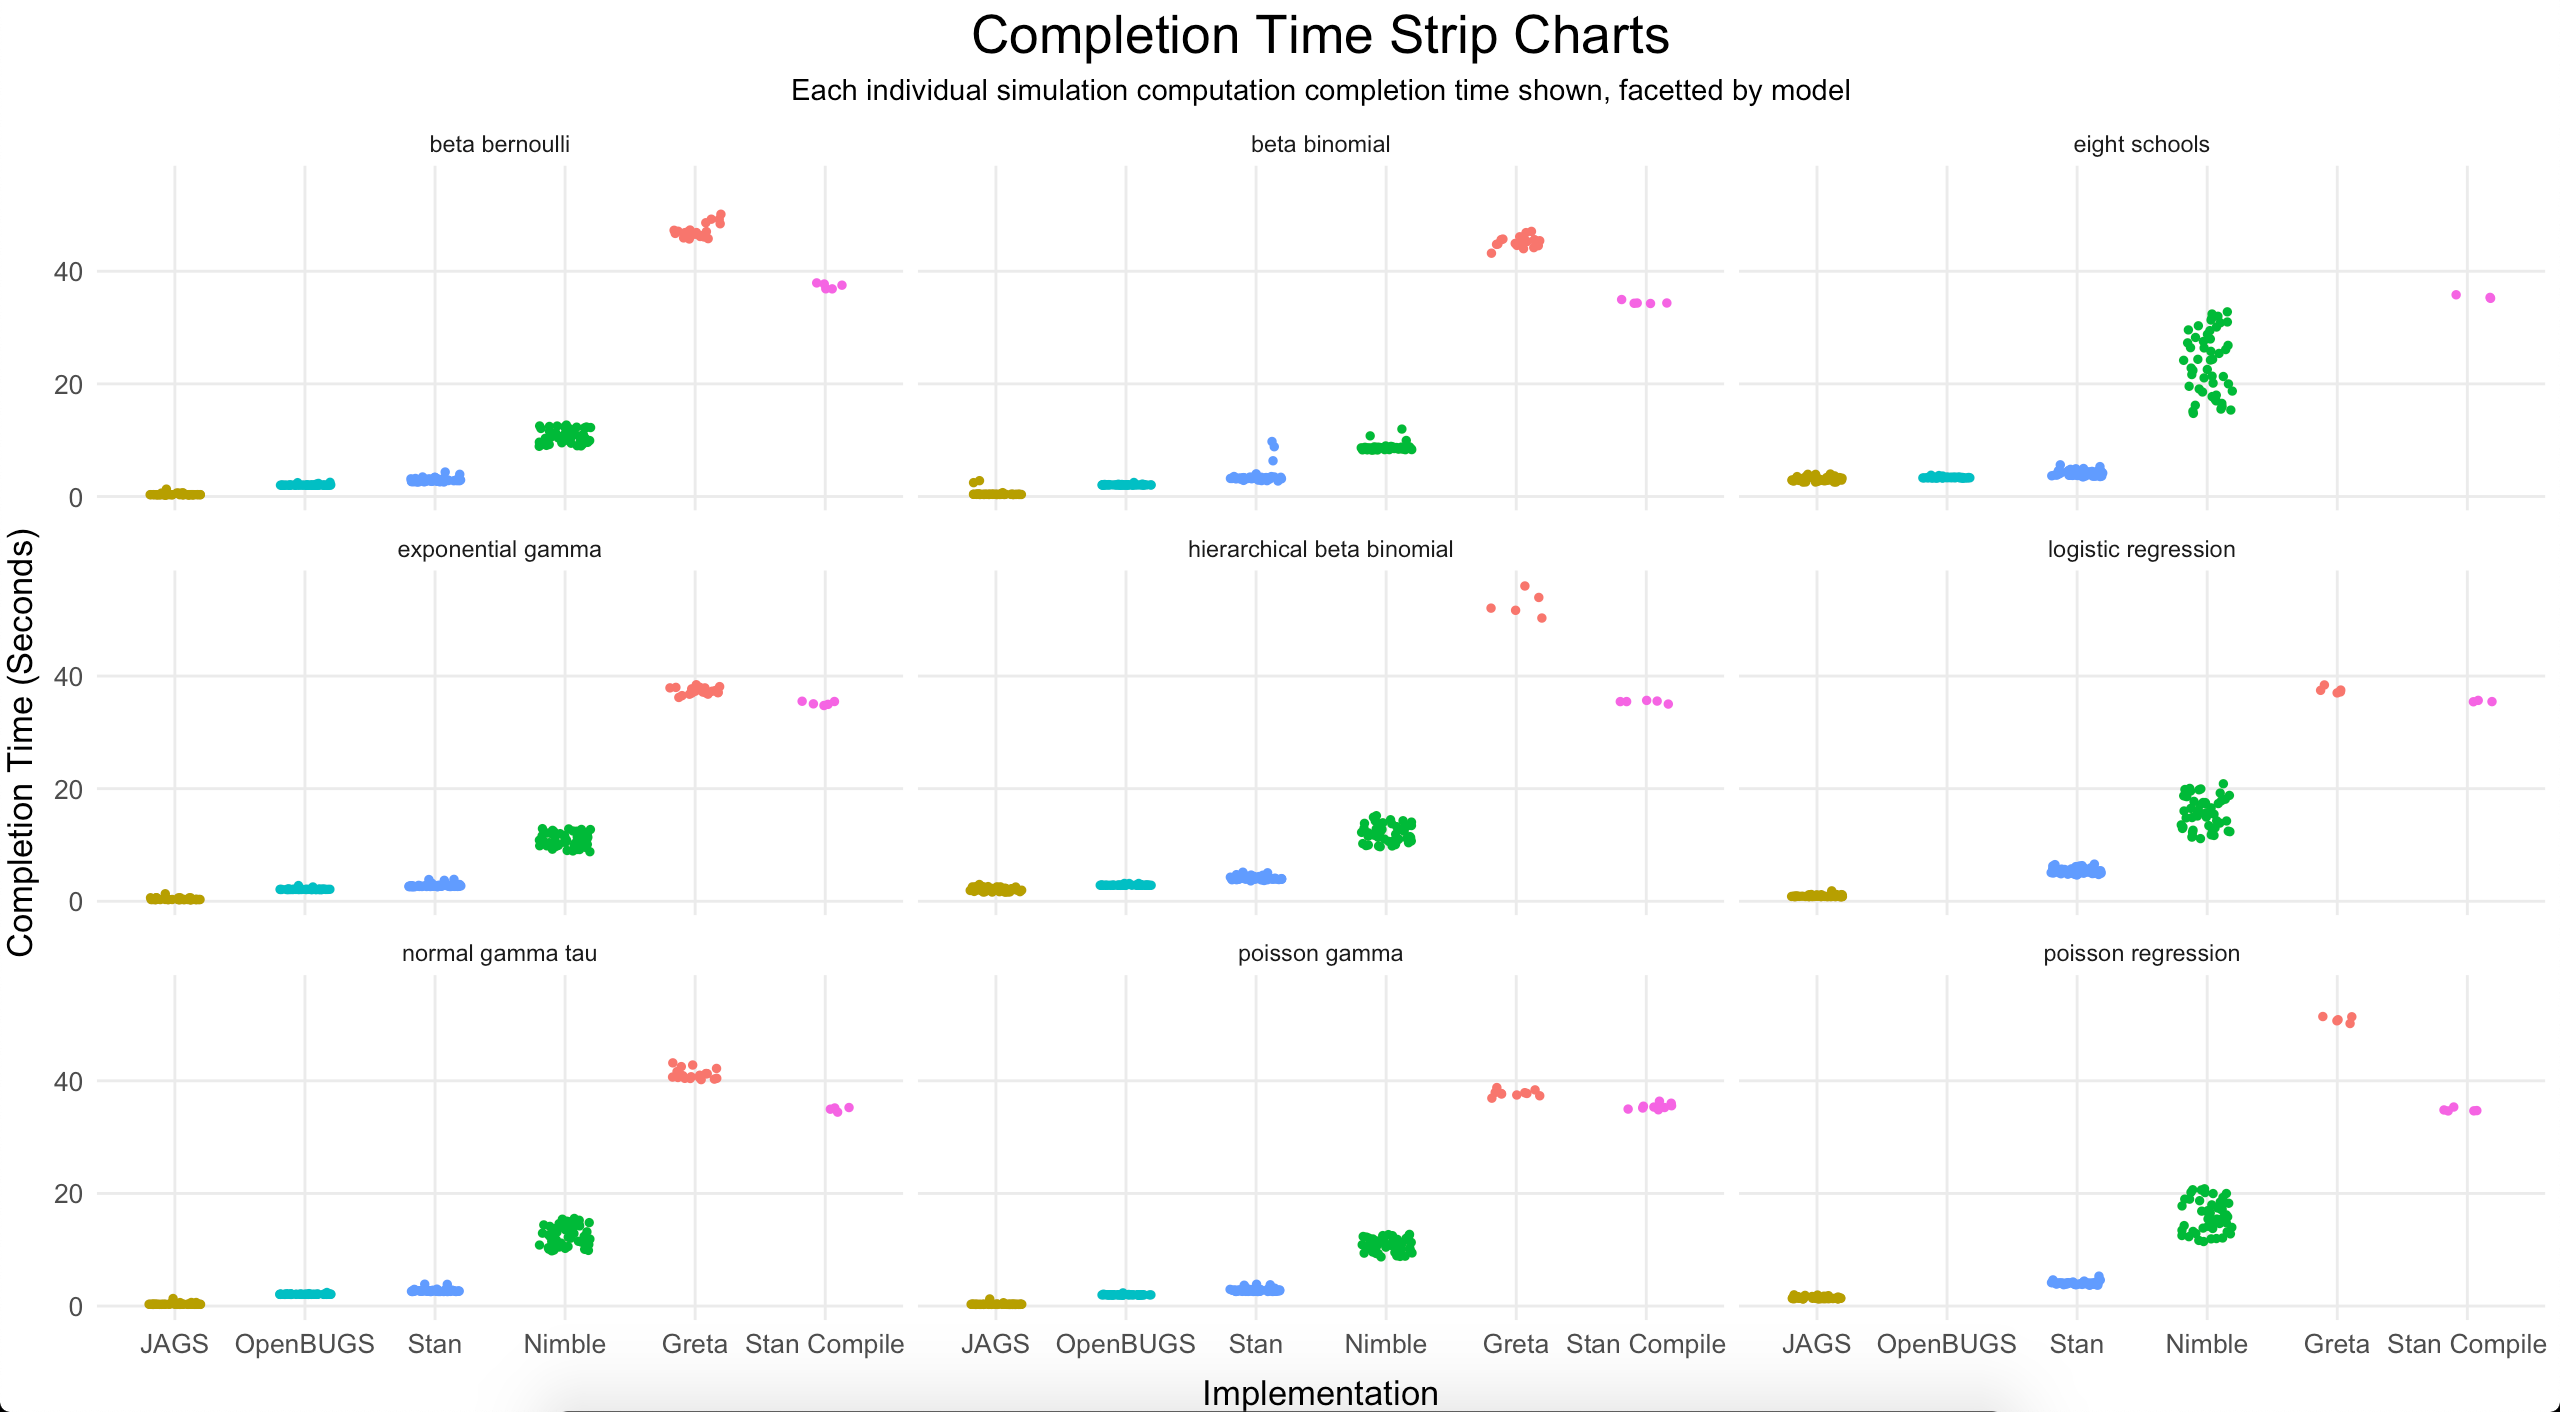 Completion Time Strip Charts
Each individual simulation computation completion time shown, facetted by model
beta bernoulli
beta binomial
eight schools
40
20
0
exponential gamma
hierarchical beta binomial
logistic regression
40
20
0
normal gamma tau
poisson gamma
poisson regression
40
20
0
Completion Time (Seconds)
JAGS OpenBUGS Stan Nimble Greta Stan Compile
JAGS OpenBUGS Stan Nimble Greta Stan Compile
JAGS OpenBUGS Stan Nimble Greta Stan Compile
Implementation